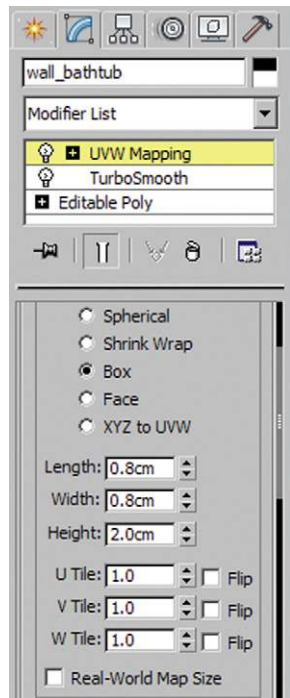 wall_bathtub
Modifier List
UVW Mapping
TurboSmooth
Editable Poly
Spherical
Shrink Wrap
Box
Face
XYZ to UVW
Length: 0.8cm
Width: 0.8cm
Height: 2.0cm
U Tile: 1.0 Flip
V Tile: 1.0 Flip
W Tile: 1.0 Flip
Real-World Map Size